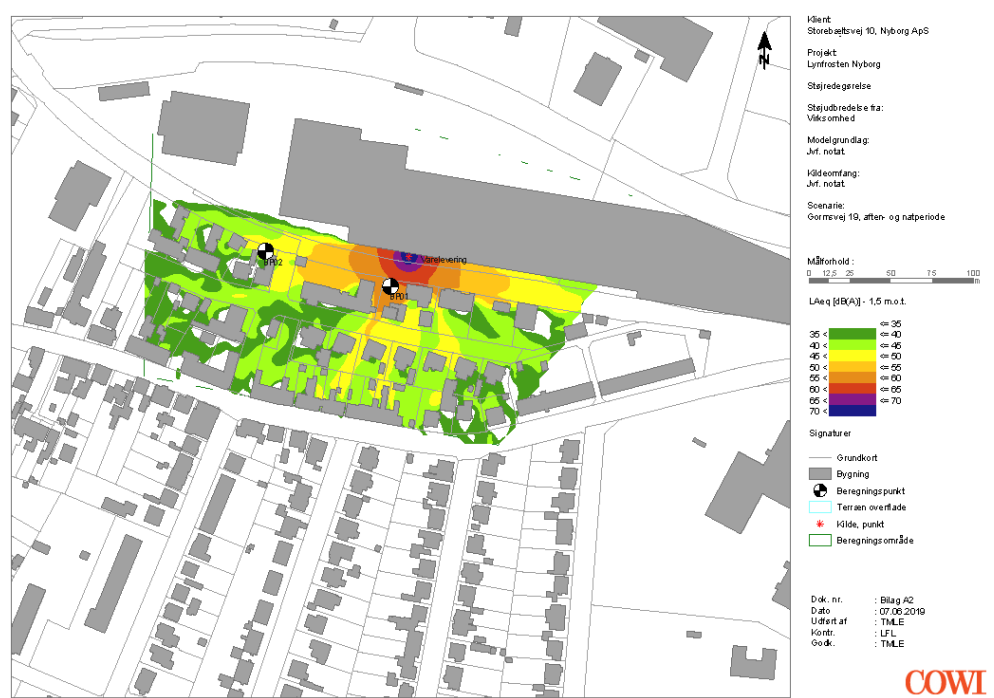 Klient:
Storebæltsvej 10, Nyborg ApS
Projekt:
Lynfrosten Nyborg
Støjredegørelse
Støjudbredelse fra:
Virksomhed
Modelgrundlag:
Jvf. notat
Kildeomfang:
Jvf. notat
Scenarie:
Gormsvej 19, aften- og natperiode
Målforhold :
0 12,5 25 50 75 100
m
LAeq [dB(A)] - 1,5 m.o.t.
<= 35
35 < <= 40
40 < <= 45
45 < <= 50
50 < <= 55
55 < <= 60
60 < <= 65
65 < <= 70
70 <
Signaturer
Grundkort
Bygning
Beregningspunkt
Terræn overflade
Kilde, punkt
Beregningsområde
Dok. nr. : Bilag A2
Dato : 07.06.2019
Udført af : TMLE
Kontr. : LFL
Godk. : TMLE
COWI
N
Varelevering
BP02
BP01